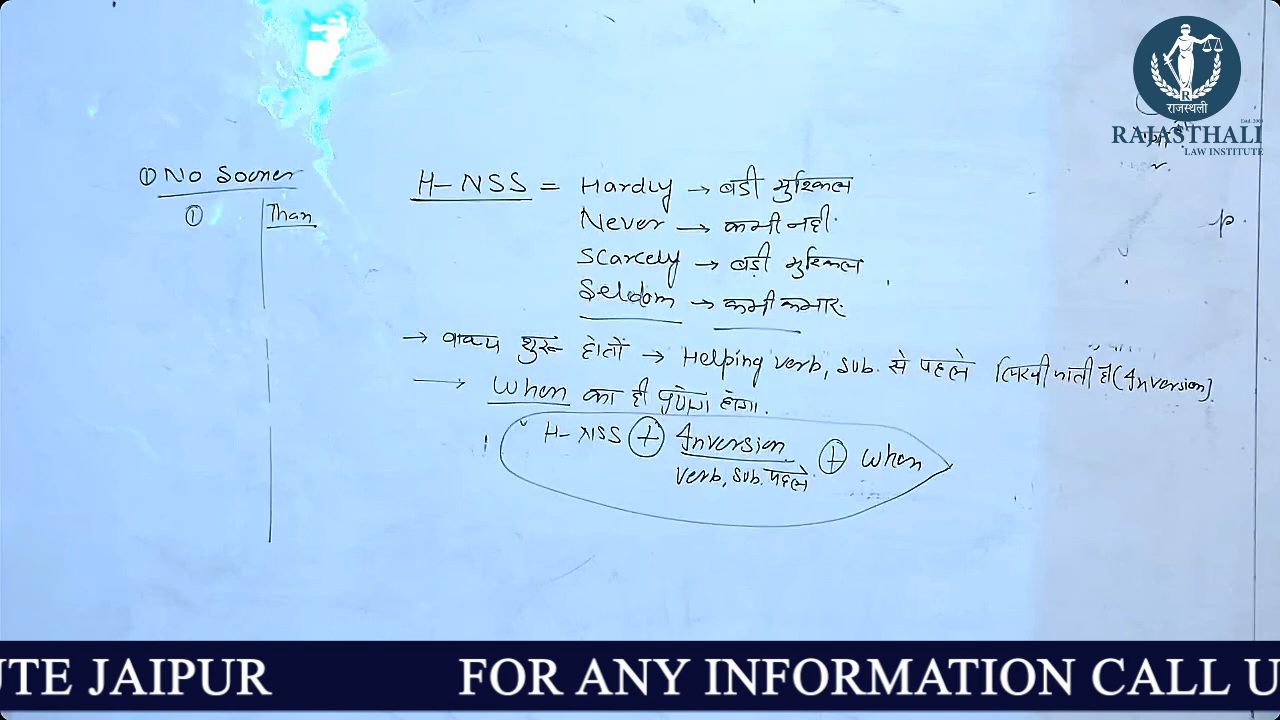 ① No Sooner
① Than
H-NSS = Hardly → बडी मुश्किल
Never → कभी नही
Scarcely → बड़ी मुश्किल
Seldom → कभी कभार
→ वाक्य शुरू हो तो → Helping verb, sub. से पहले लिखी जाती है (Inversion)
→ When का ही प्रयोग होगा.
H-NSS + Inversion + When
verb, sub. पहले
p.
राजस्थली
Estd. 2001
RAJASTHALI
LAW INSTITUTE
UTE JAIPUR FOR ANY INFORMATION CALL U